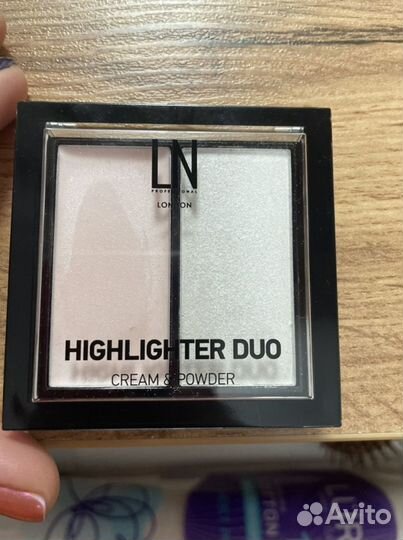 LN
PROFESSIONAL
LONDON
HIGHLIGHTER DUO
CREAM & POWDER
Avito